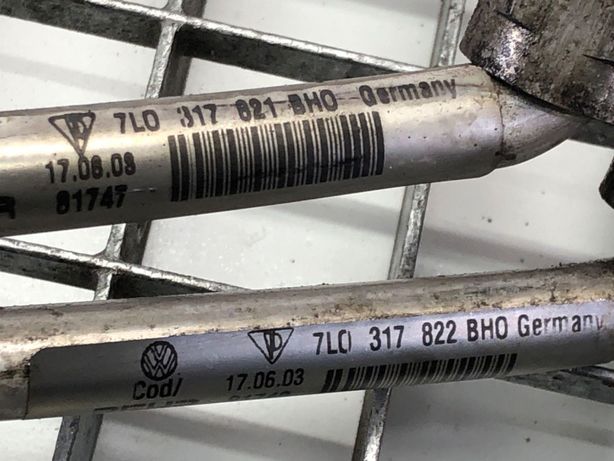 7L0 317 821 BHO Germany
17.06.03
81747
7L0 317 822 BHO Germany
Cod/ 17.06.03